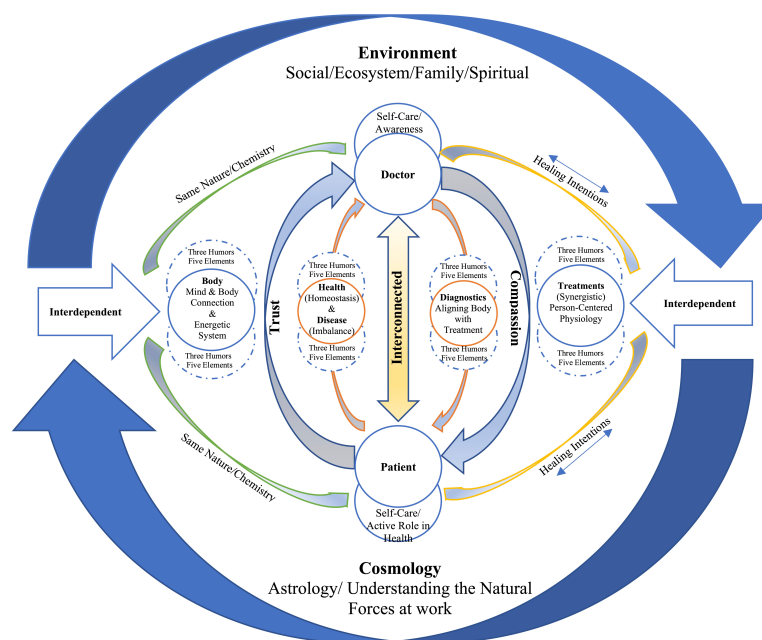 Environment
Social/Ecosystem/Family/Spiritual
Self-Care/
Awareness
Doctor
Same Nature/Chemistry
Healing Intentions
Three Humors
Five Elements
Body
Mind & Body
Connection
&
Energetic
System
Three Humors
Five Elements
Three Humors
Five Elements
Health
(Homeostasis)
&
Disease
(Imbalance)
Three Humors
Five Elements
Three Humors
Five Elements
Diagnostics
Aligning Body
with
Treatment
Three Humors
Five Elements
Three Humors
Five Elements
Treatments
(Synergistic)
Person-Centered
Physiology
Three Humors
Five Elements
Interdependent
Trust
Interconnected
Compassion
Interdependent
Same Nature/Chemistry
Healing Intentions
Patient
Self-Care/
Active Role in
Health
Cosmology
Astrology/ Understanding the Natural
Forces at work